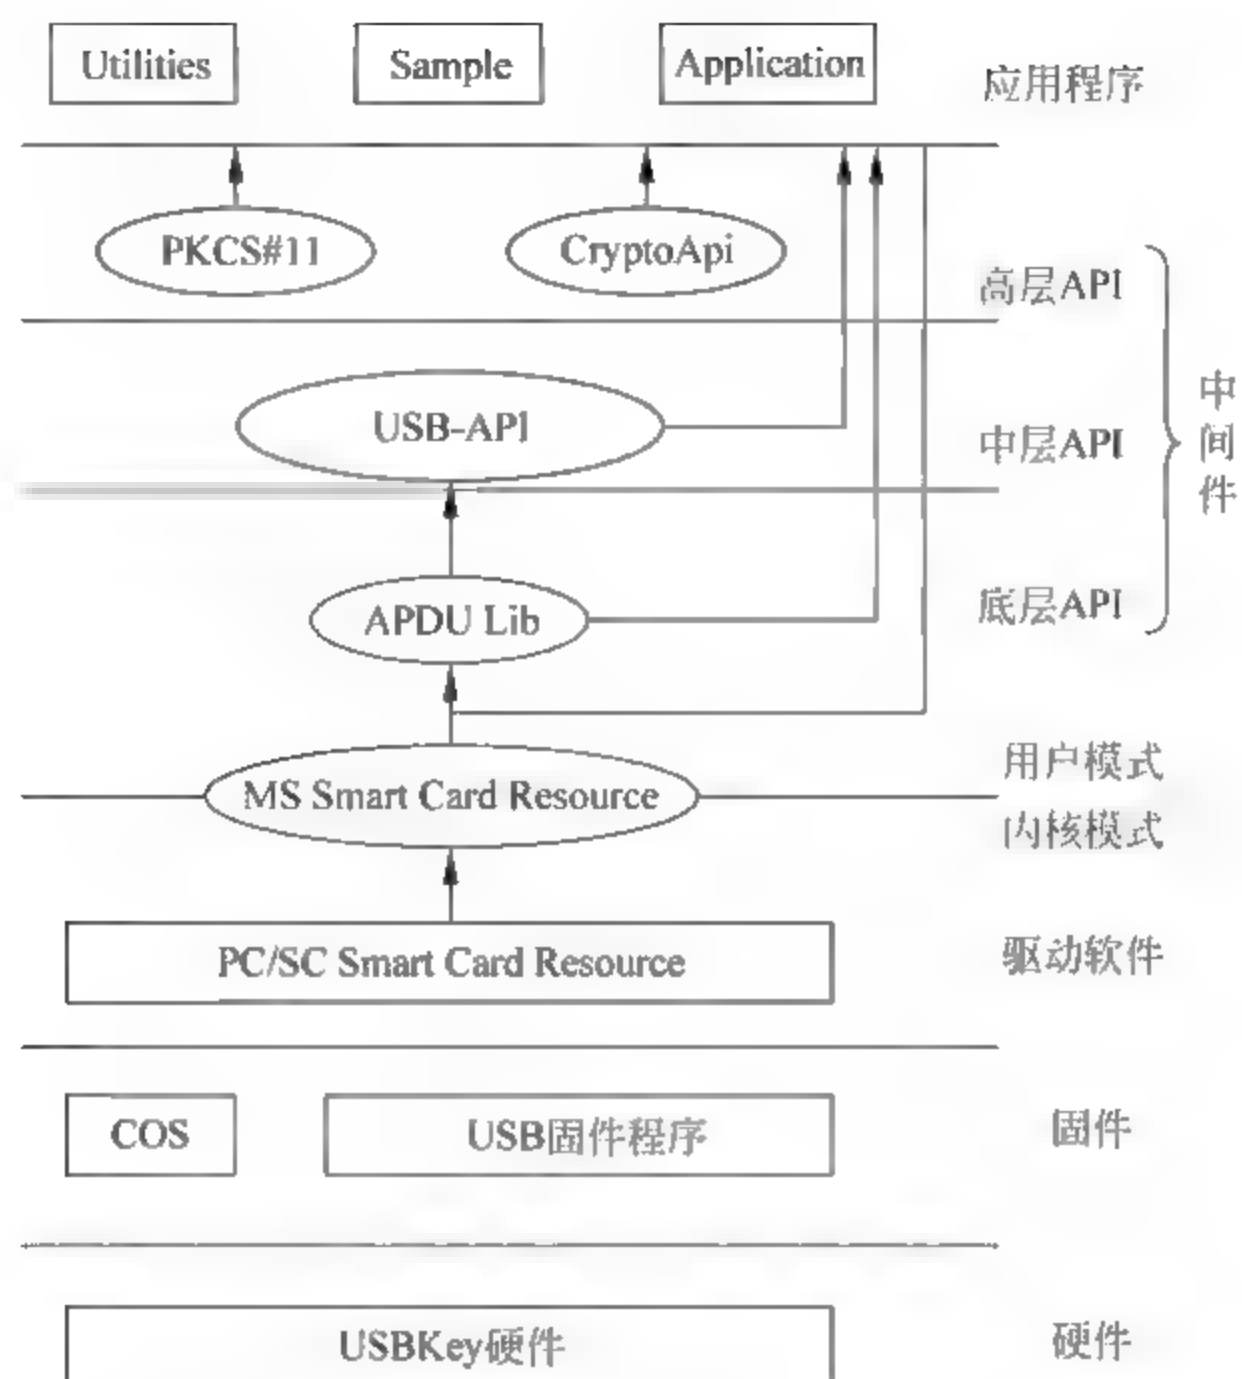 Utilities
Sample
Application
应用程序
PKCS#11
CryptoApi
高层API
USB-API
中层API
中间件
APDU Lib
底层API
用户模式
MS Smart Card Resource
内核模式
PC/SC Smart Card Resource
驱动软件
COS
USB固件程序
固件
USBKey硬件
硬件